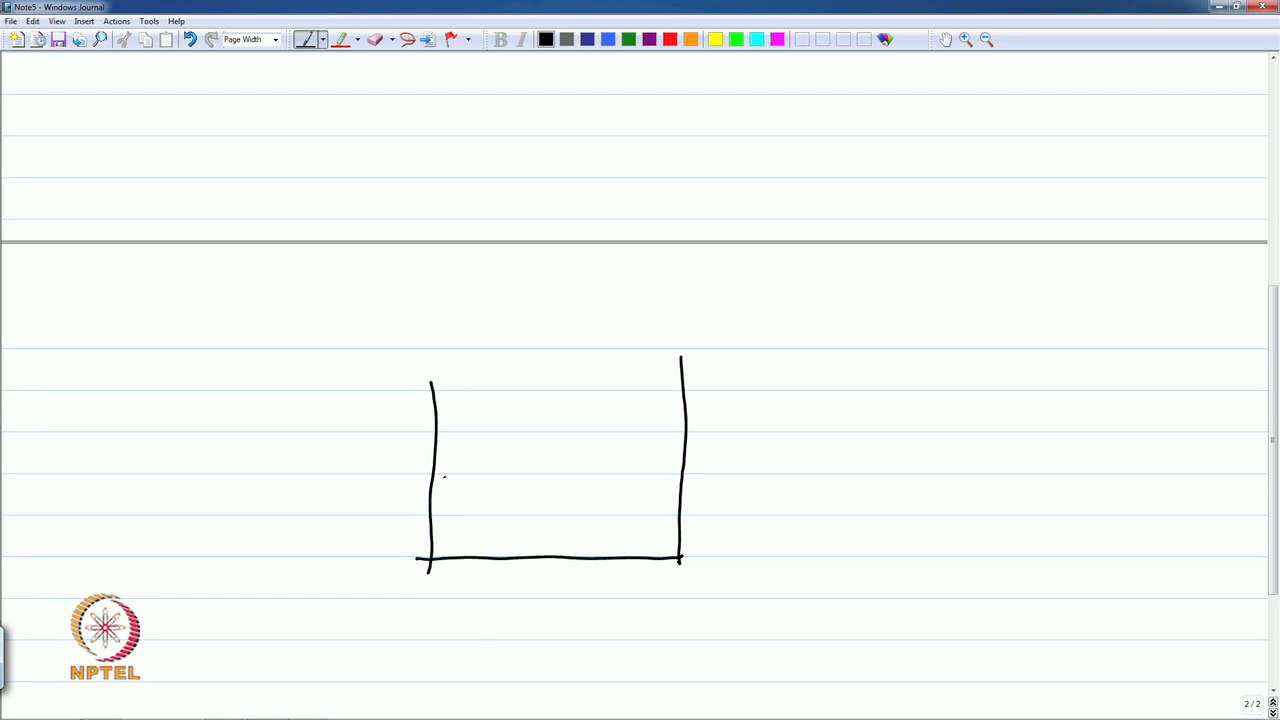 Note5 - Windows Journal
File Edit View Insert Actions Tools Help
Page Width B I
NPTEL
2 / 2